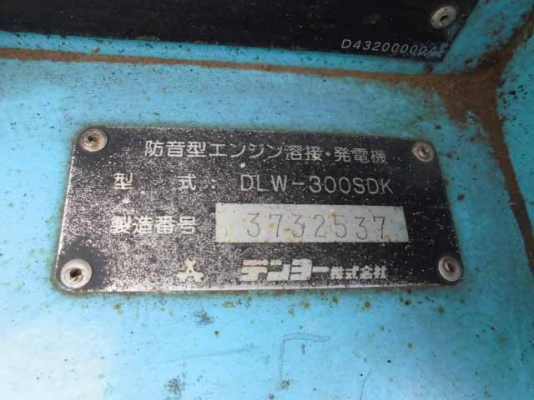 防音型エンジン溶接・発電機
型 式: DLW-300SDK
製造番号 3732537
デンヨー株式会社